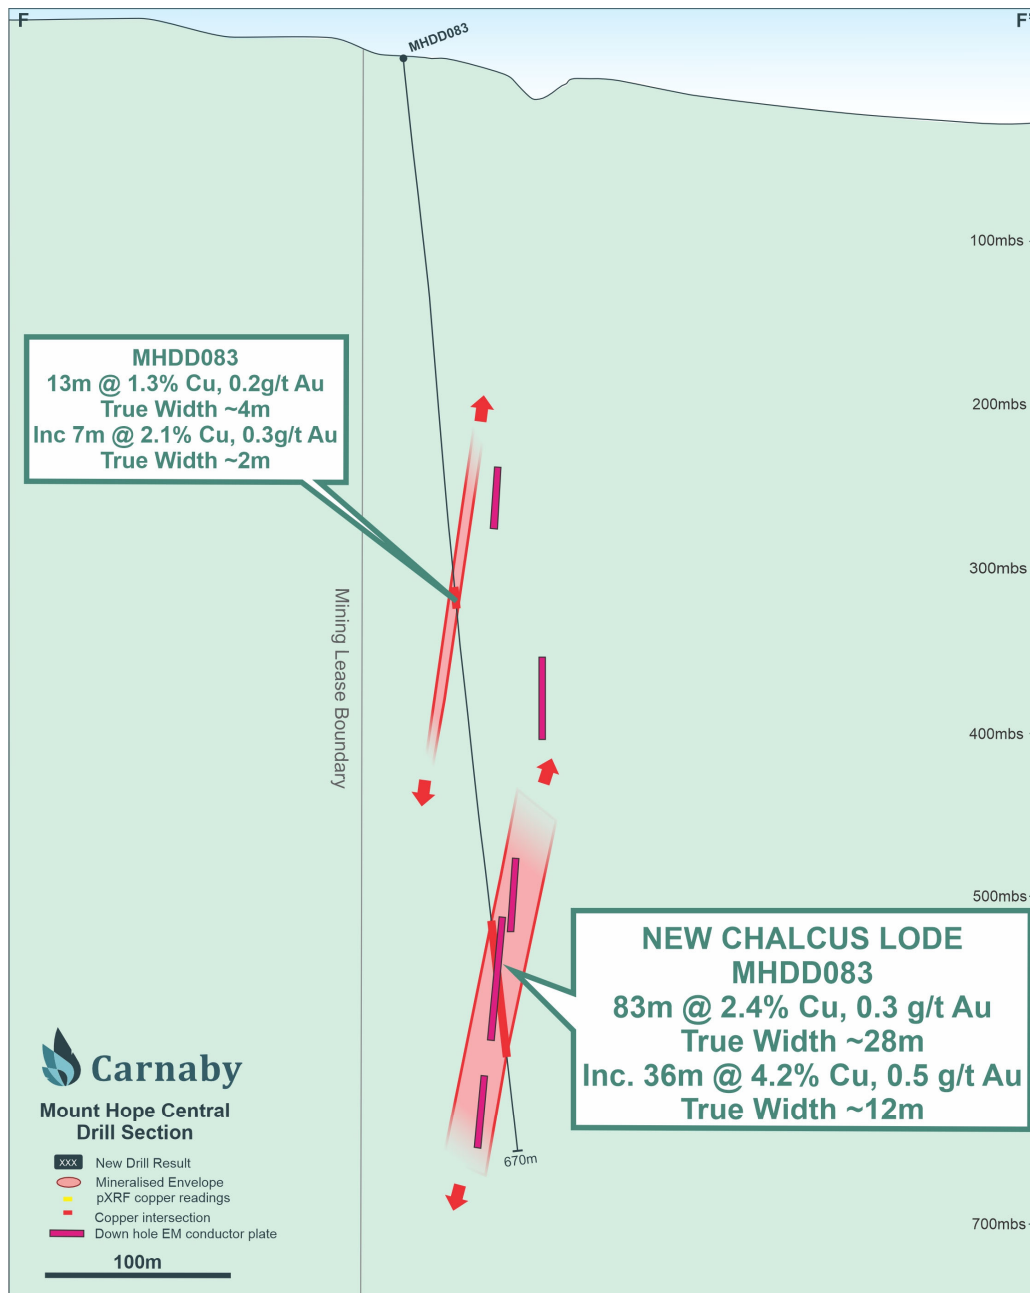 F
F'
MHDD083
100mbs
200mbs
MHDD083
13m @ 1.3% Cu, 0.2g/t Au
True Width ~4m
Inc 7m @ 2.1% Cu, 0.3g/t Au
True Width ~2m
300mbs
Mining Lease Boundary
400mbs
500mbs
NEW CHALCUS LODE
MHDD083
83m @ 2.4% Cu, 0.3 g/t Au
True Width ~28m
Inc. 36m @ 4.2% Cu, 0.5 g/t Au
True Width ~12m
670m
700mbs
Carnaby
Mount Hope Central
Drill Section
XXX New Drill Result
Mineralised Envelope
pXRF copper readings
Copper intersection
Down hole EM conductor plate
100m